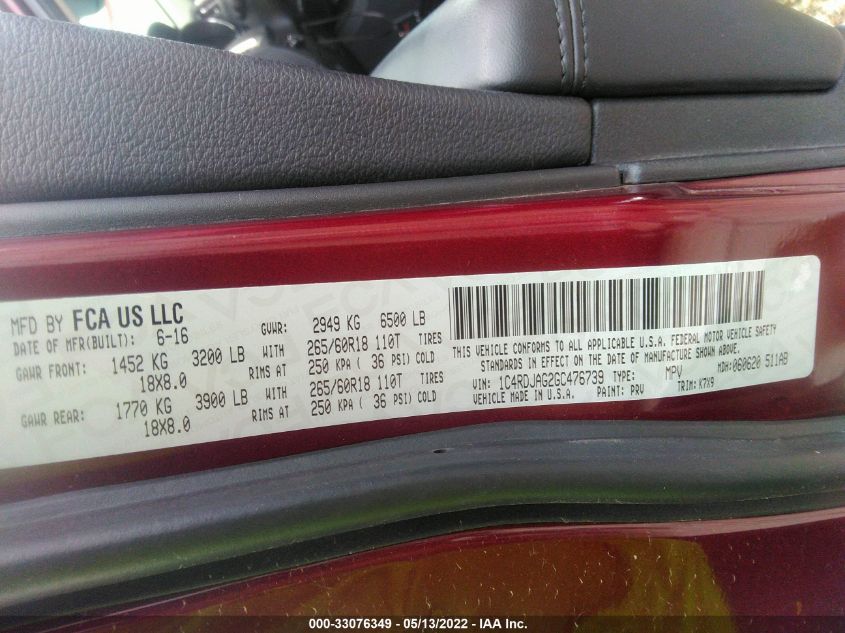 MFD BY FCA US LLC
DATE OF MFR(BUILT): 6-16 GVWR: 2949 KG 6500 LB
GAWR FRONT: 1452 KG 3200 LB WITH 265/60R18 110T TIRES
18X8.0 RIMS AT 250 KPA ( 36 PSI) COLD
GAWR REAR: 1770 KG 3900 LB WITH 265/60R18 110T TIRES
18X8.0 RIMS AT 250 KPA ( 36 PSI) COLD
THIS VEHICLE CONFORMS TO ALL APPLICABLE U.S.A. FEDERAL MOTOR VEHICLE SAFETY
STANDARDS IN EFFECT ON THE DATE OF MANUFACTURE SHOWN ABOVE. MDH:060620 511AB
VIN: 1C4RDJAG2GC476739 TYPE: MPV
VEHICLE MADE IN U.S.A. PAINT: PRV TRIM: K7X9
000-33076349 - 05/13/2022 - IAA Inc.